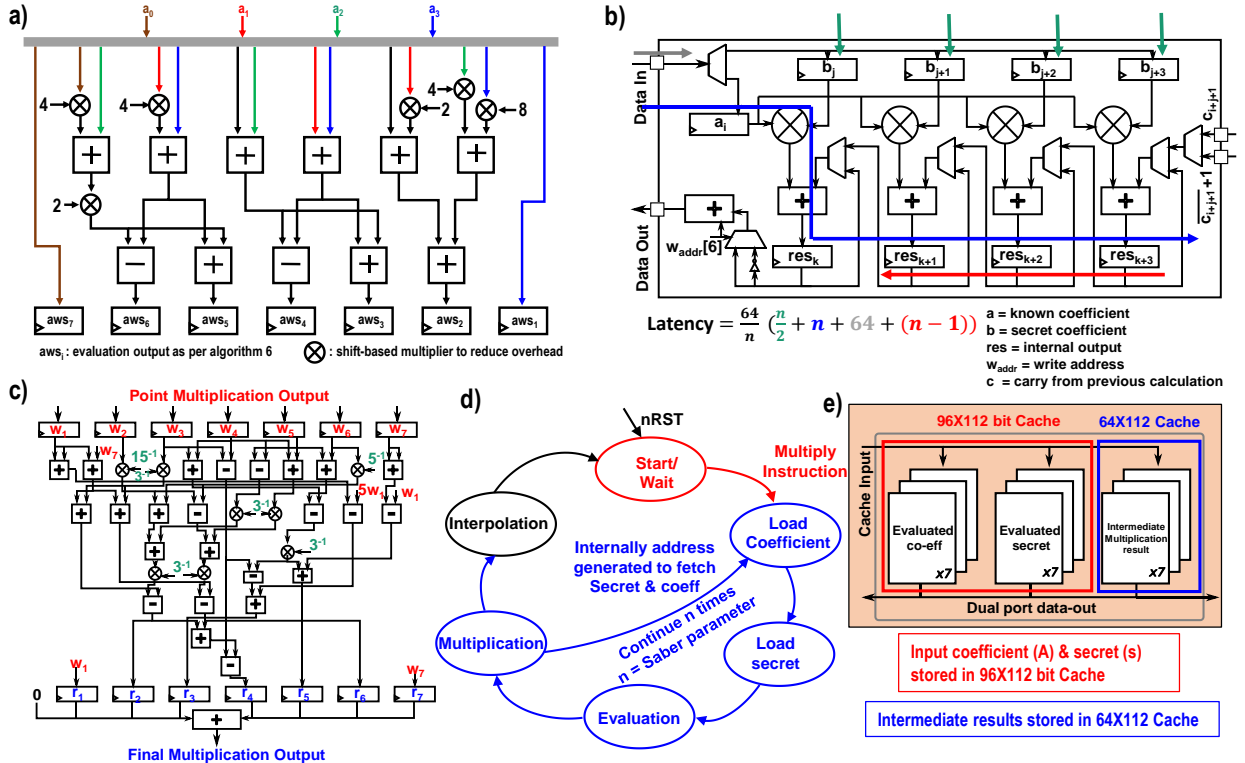 a)
a0
a1
a2
a3
4
4
2
4
8
+
+
+
+
+
+
2
−
+
−
+
+
aws7
aws6
aws5
aws4
aws3
aws2
aws1
awsi : evaluation output as per algorithm 6
⊗ : shift-based multiplier to reduce overhead
b)
Data In
bj
bj+1
bj+2
bj+3
ai
ci+j+1
ci+j+1+1
+
+
+
+
+
Data Out
waddr[6]
resk
resk+1
resk+2
resk+3
Latency = 64/n (n/2 + n + 64 + (n − 1))
a = known coefficient
b = secret coefficient
res = internal output
waddr = write address
c = carry from previous calculation
c)
Point Multiplication Output
w1
w2
w3
w4
w5
w6
w7
+ + w7 15-1 3-1 + - + - + 5-1 +
+ + + + - - 5w1 - w1 -
3-1
+ + 3-1
3-1 - +
- - +
+
-
w1
w7
0
r1
r2
r3
r4
r5
r6
r7
+
Final Multiplication Output
d)
nRST
Start/
Wait
Multiply
Instruction
Interpolation
Load
Coefficient
Internally address
generated to fetch
Secret & coeff
Multiplication
Continue n times
n = Saber parameter
Load
secret
Evaluation
e)
96X112 bit Cache
64X112 Cache
Cache Input
Evaluated
co-eff
x7
Evaluated
secret
x7
Intermediate
Multiplication
result
x7
Dual port data-out
Input coefficient (A) & secret (s)
stored in 96X112 bit Cache
Intermediate results stored in 64X112 Cache